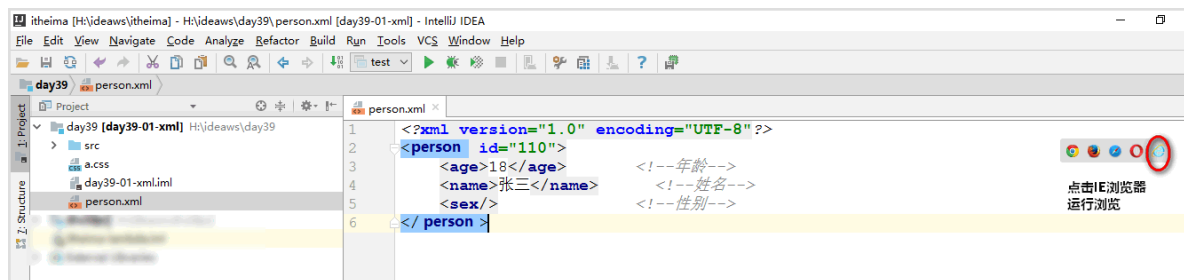 itheima [H:\ideaws\itheima] - H:\ideaws\day39\person.xml [day39-01-xml] - IntelliJ IDEA
File Edit View Navigate Code Analyze Refactor Build Run Tools VCS Window Help
test
day39 person.xml
1: Project
Z: Structure
Project
day39 [day39-01-xml] H:\ideaws\day39
src
a.css
day39-01-xml.iml
person.xml
person.xml
1 <?xml version="1.0" encoding="UTF-8"?>
2 <person id="110">
3 <age>18</age> <!--年龄-->
4 <name>张三</name> <!--姓名-->
5 <sex/> <!--性别-->
6 </ person >
点击IE浏览器
运行浏览